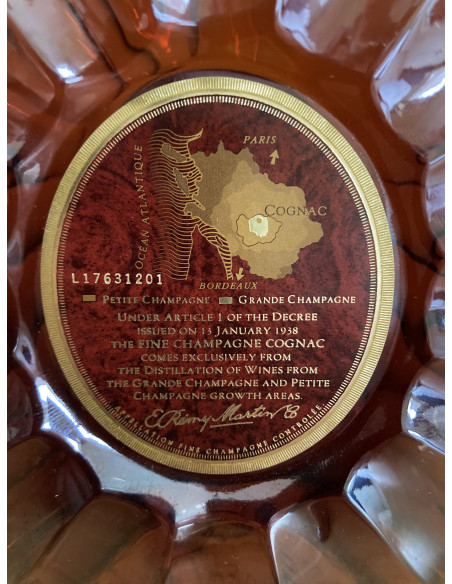 PARIS
OCEAN ATLANTIQUE
COGNAC
L17631201
BORDEAUX
PETITE CHAMPAGNE GRANDE CHAMPAGNE
UNDER ARTICLE 1 OF THE DECREE
ISSUED ON 13 JANUARY 1938
THE FINE CHAMPAGNE COGNAC
COMES EXCLUSIVELY FROM
THE DISTILLATION OF WINES FROM
THE GRANDE CHAMPAGNE AND PETITE
CHAMPAGNE GROWTH AREAS.
E. Rémy Martin & Co
APPELLATION FINE CHAMPAGNE CONTROLÉE